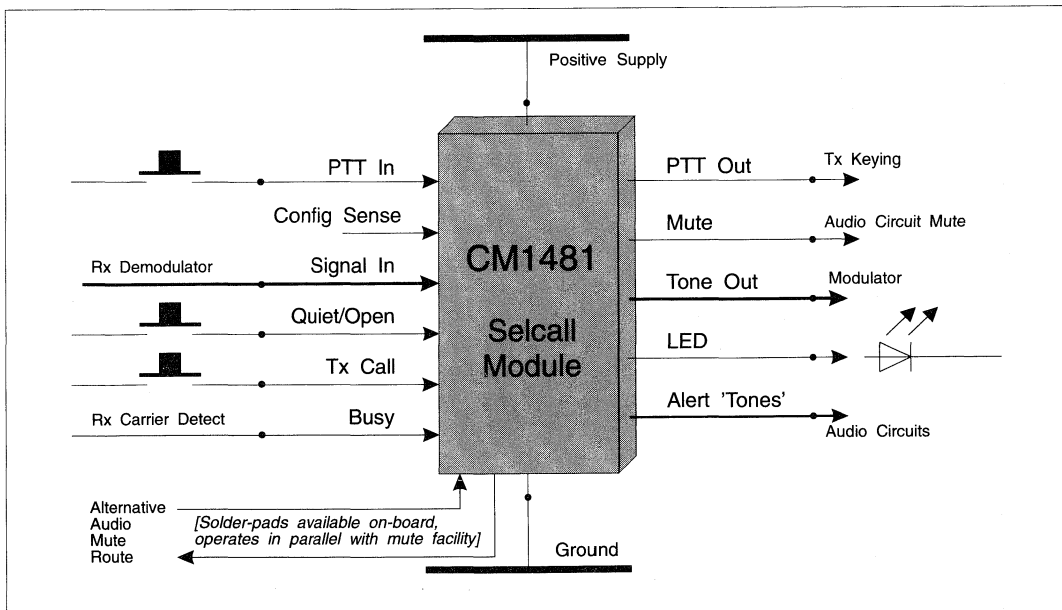 Positive Supply
PTT In
Config Sense
Rx Demodulator
Signal In
Quiet/Open
Tx Call
Rx Carrier Detect
Busy
CM1481
Selcall
Module
PTT Out
Tx Keying
Mute
Audio Circuit Mute
Tone Out
Modulator
LED
Alert 'Tones'
Audio Circuits
Alternative
Audio
Mute
Route
[Solder-pads available on-board,
operates in parallel with mute facility]
Ground